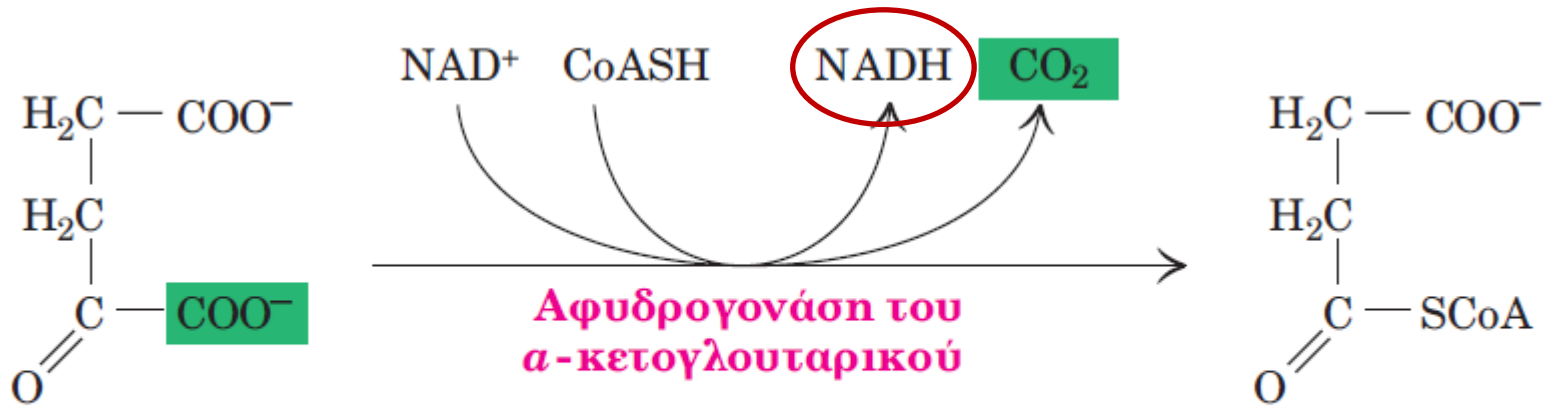 NAD⁺ CoASH NADH CO₂
H₂C — COO⁻
H₂C
C — COO⁻
O
Αφυδρογονάση του
α-κετογλουταρικού
H₂C — COO⁻
H₂C
C — SCoA
O